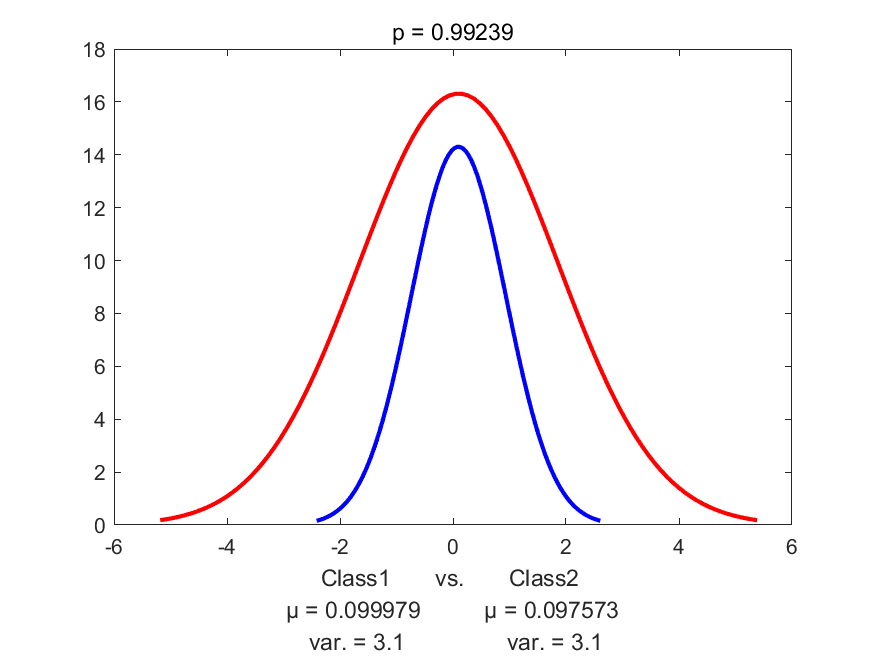 p = 0.99239
18
16
14
12
10
8
6
4
2
0
-6 -4 -2 0 2 4 6
Class1 vs. Class2
μ = 0.099979 μ = 0.097573
var. = 3.1 var. = 3.1